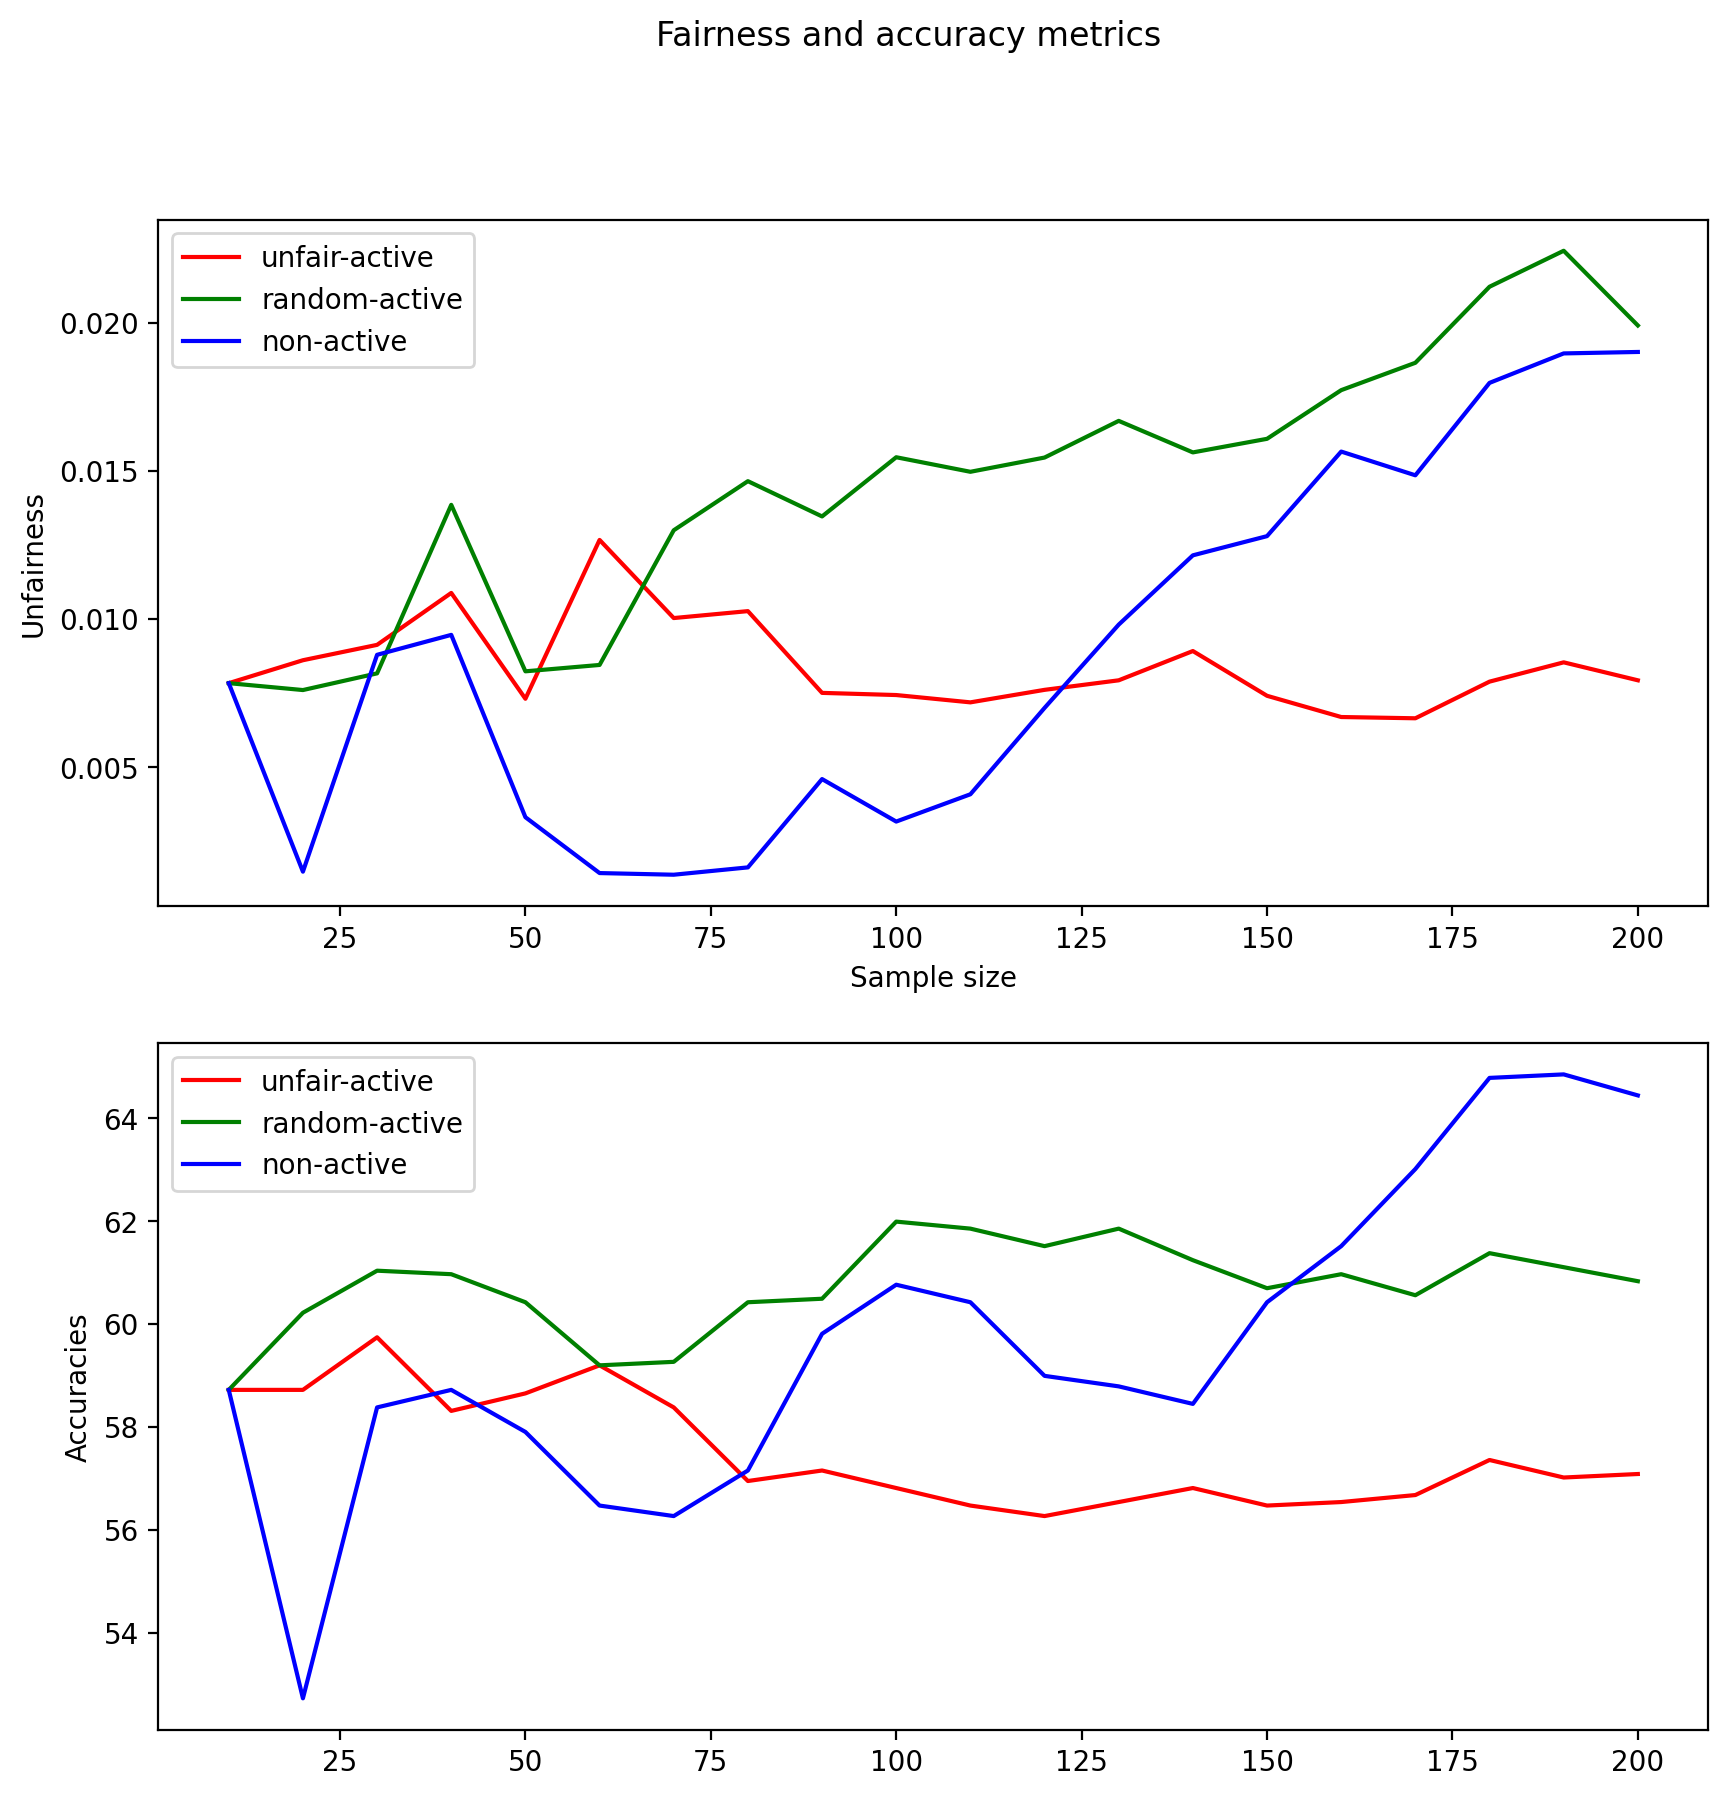 Fairness and accuracy metrics
unfair-active
random-active
non-active
0.020
0.015
0.010
0.005
Unfairness
25 50 75 100 125 150 175 200
Sample size
unfair-active
random-active
non-active
64
62
60
58
56
54
Accuracies
25 50 75 100 125 150 175 200